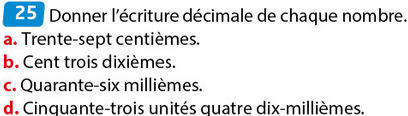 25 Donner l'écriture décimale de chaque nombre.
a. Trente-sept centièmes.
b. Cent trois dixièmes.
c. Quarante-six millièmes.
d. Cinquante-trois unités quatre dix-millièmes.